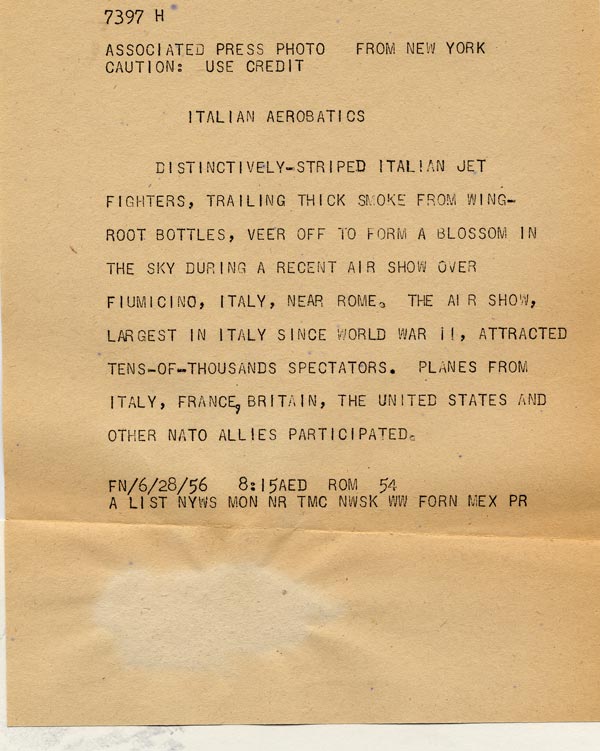 7397 H
ASSOCIATED PRESS PHOTO FROM NEW YORK
CAUTION: USE CREDIT
ITALIAN AEROBATICS
DISTINCTIVELY-STRIPED ITALIAN JET
FIGHTERS, TRAILING THICK SMOKE FROM WING-
ROOT BOTTLES, VEER OFF TO FORM A BLOSSOM IN
THE SKY DURING A RECENT AIR SHOW OVER
FIUMICINO, ITALY, NEAR ROME. THE AIR SHOW,
LARGEST IN ITALY SINCE WORLD WAR II, ATTRACTED
TENS-OF-THOUSANDS SPECTATORS. PLANES FROM
ITALY, FRANCE, BRITAIN, THE UNITED STATES AND
OTHER NATO ALLIES PARTICIPATED.
FN/6/28/56 8:15AED ROM 54
A LIST NYWS MON NR TMC NWSK WW FORN MEX PR